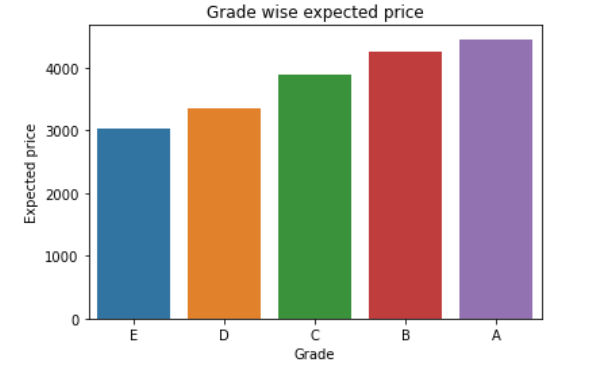 Grade wise expected price
Expected price
4000
3000
2000
1000
0
E D C B A
Grade